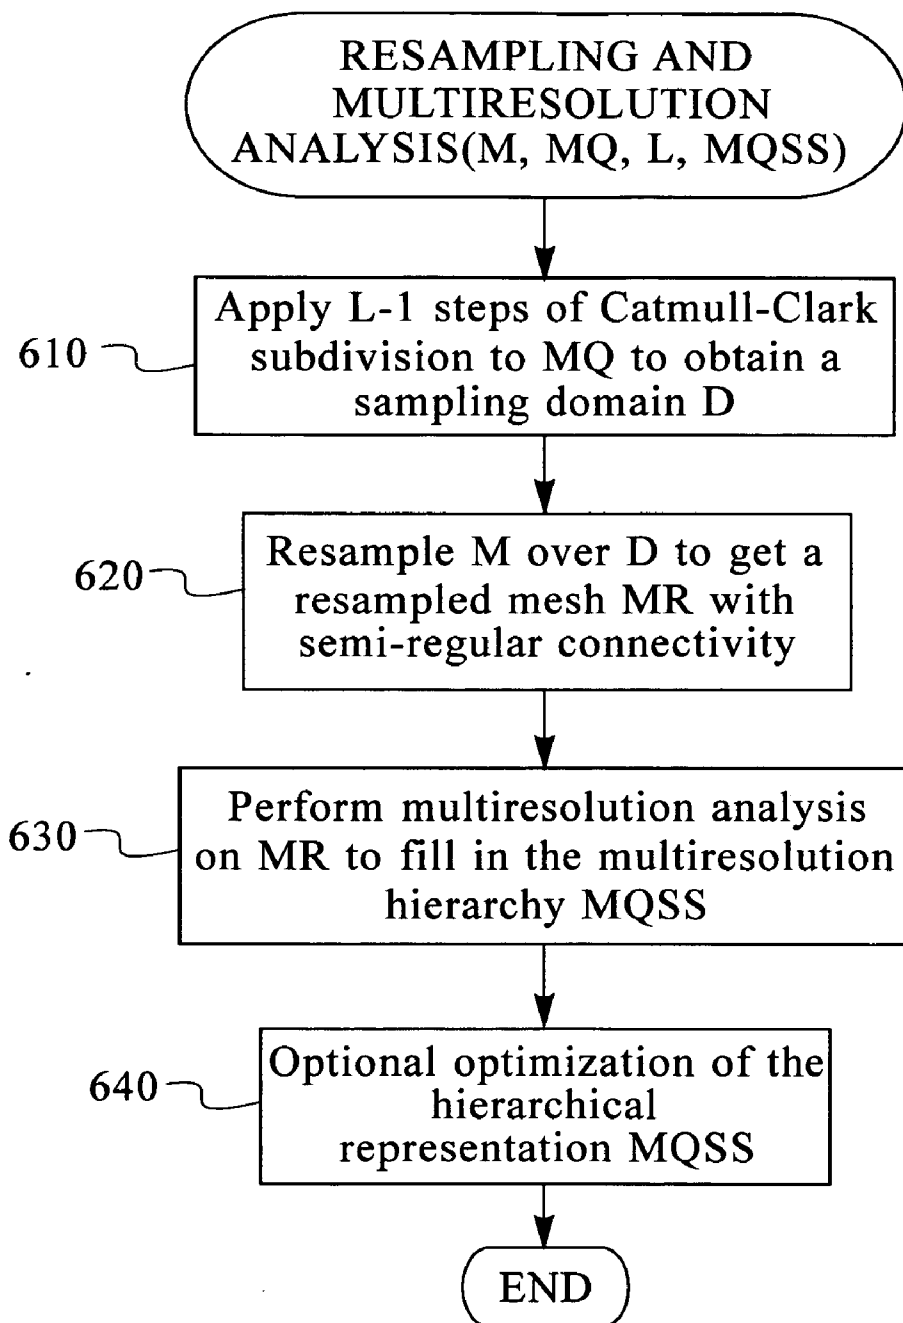 RESAMPLING AND
MULTIRESOLUTION
ANALYSIS(M, MQ, L, MQSS)
610
Apply L-1 steps of Catmull-Clark
subdivision to MQ to obtain a
sampling domain D
620
Resample M over D to get a
resampled mesh MR with
semi-regular connectivity
630
Perform multiresolution analysis
on MR to fill in the multiresolution
hierarchy MQSS
640
Optional optimization of the
hierarchical
representation MQSS
END